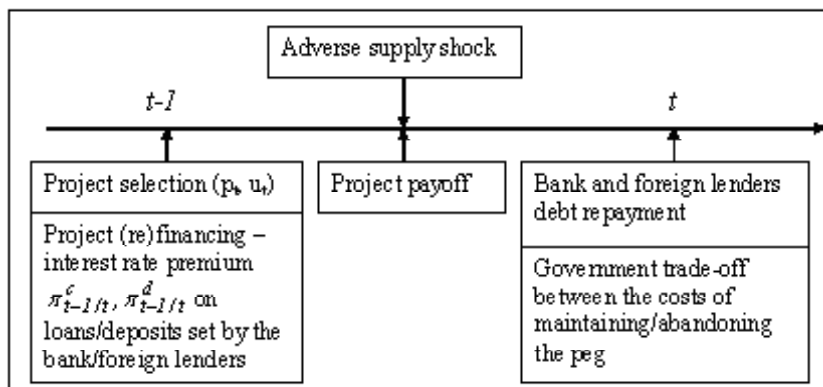 Adverse supply shock
t-1
t
Project selection (pₜ, uₜ)
Project (re)financing –
interest rate premium
π^c_{t-1/t}, π^d_{t-1/t} on
loans/deposits set by the
bank/foreign lenders
Project payoff
Bank and foreign lenders
debt repayment
Government trade-off
between the costs of
maintaining/abandoning
the peg